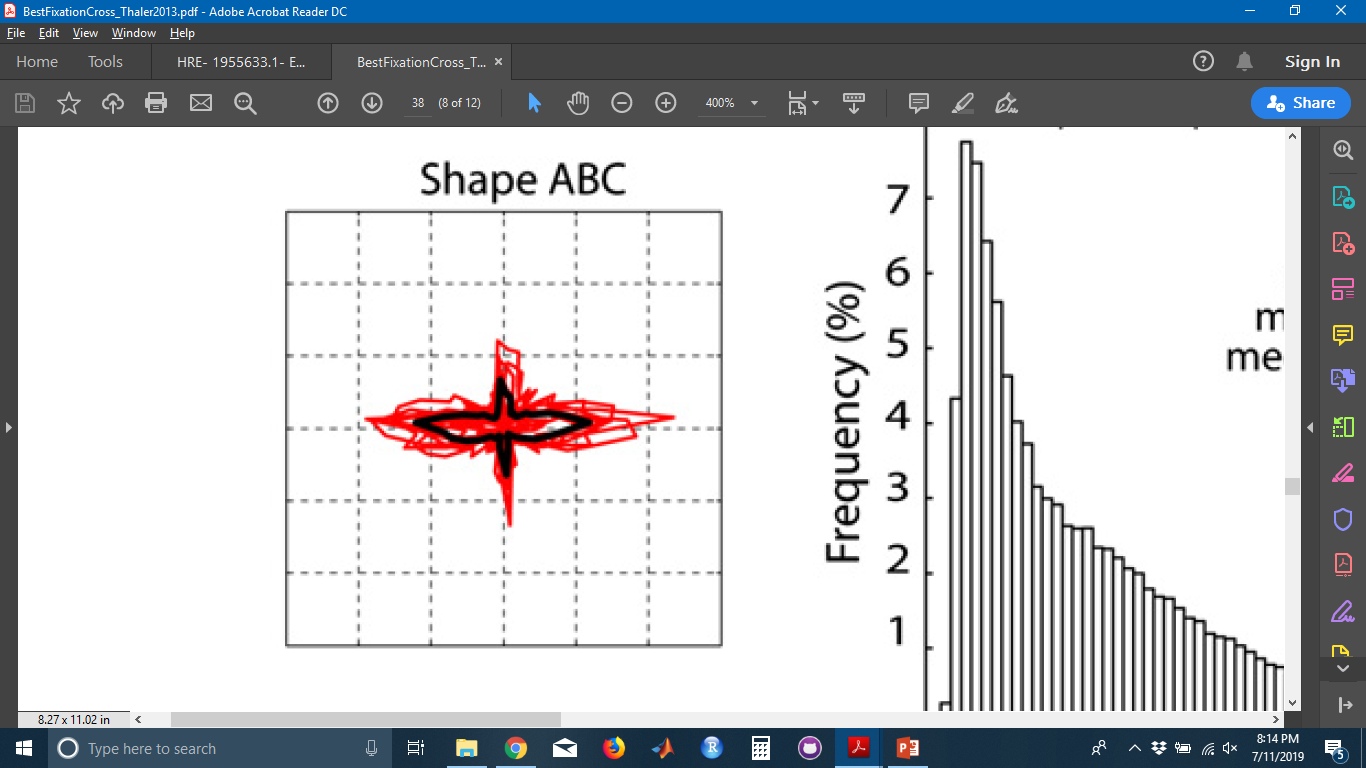 BestFixationCross_Thaler2013.pdf - Adobe Acrobat Reader DC
File Edit View Window Help
Home Tools HRE- 1955633.1- E... BestFixationCross_T... × Sign In
38 (8 of 12) 400% Share
Shape ABC
Frequency (%)
7
6
5
4
3
2
1
m
me
8.27 x 11.02 in
Type here to search
8:14 PM
7/11/2019
5